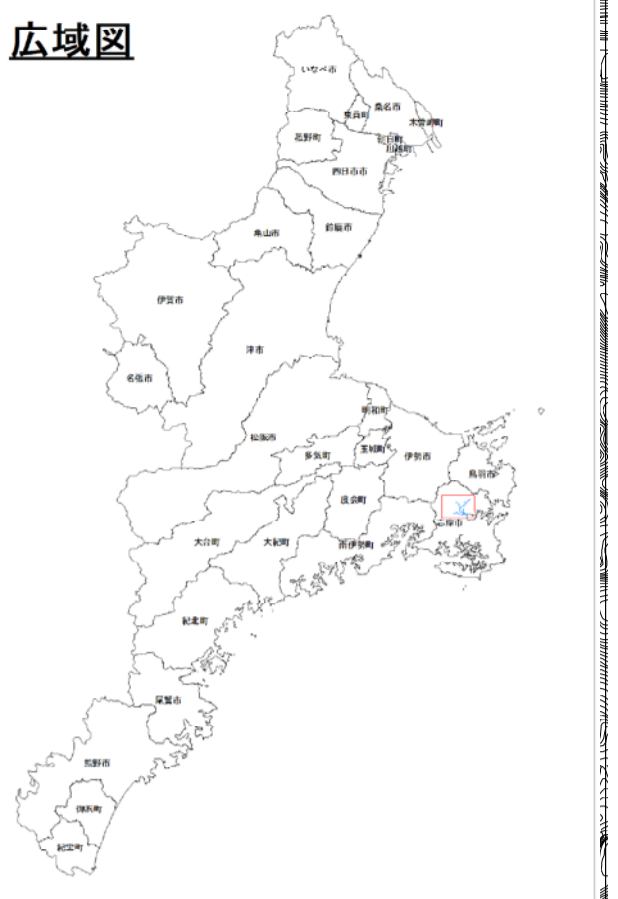 広域図
いなべ市
東員町
桑名市
木曽岬町
菰野町
朝日町
川越町
四日市市
亀山市
鈴鹿市
伊賀市
津市
名張市
明和町
松阪市
多気町
玉城町
伊勢市
鳥羽市
度会町
志摩市
大台町
大紀町
南伊勢町
紀北町
尾鷲市
熊野市
御浜町
紀宝町